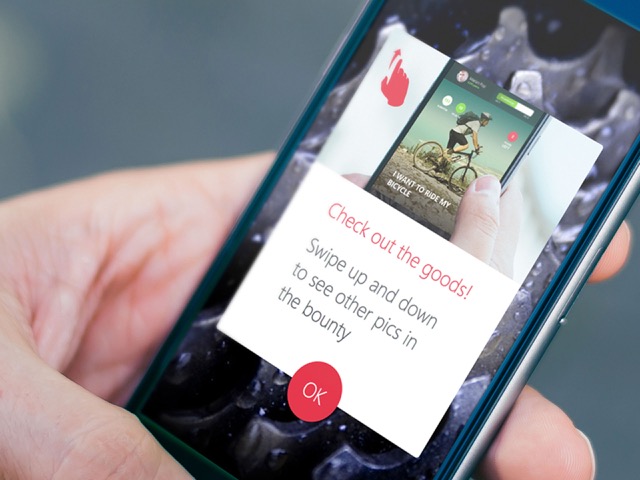 I WANT TO RIDE MY
BICYCLE
Check out the goods!
Swipe up and down
to see other pics in
the bounty
OK